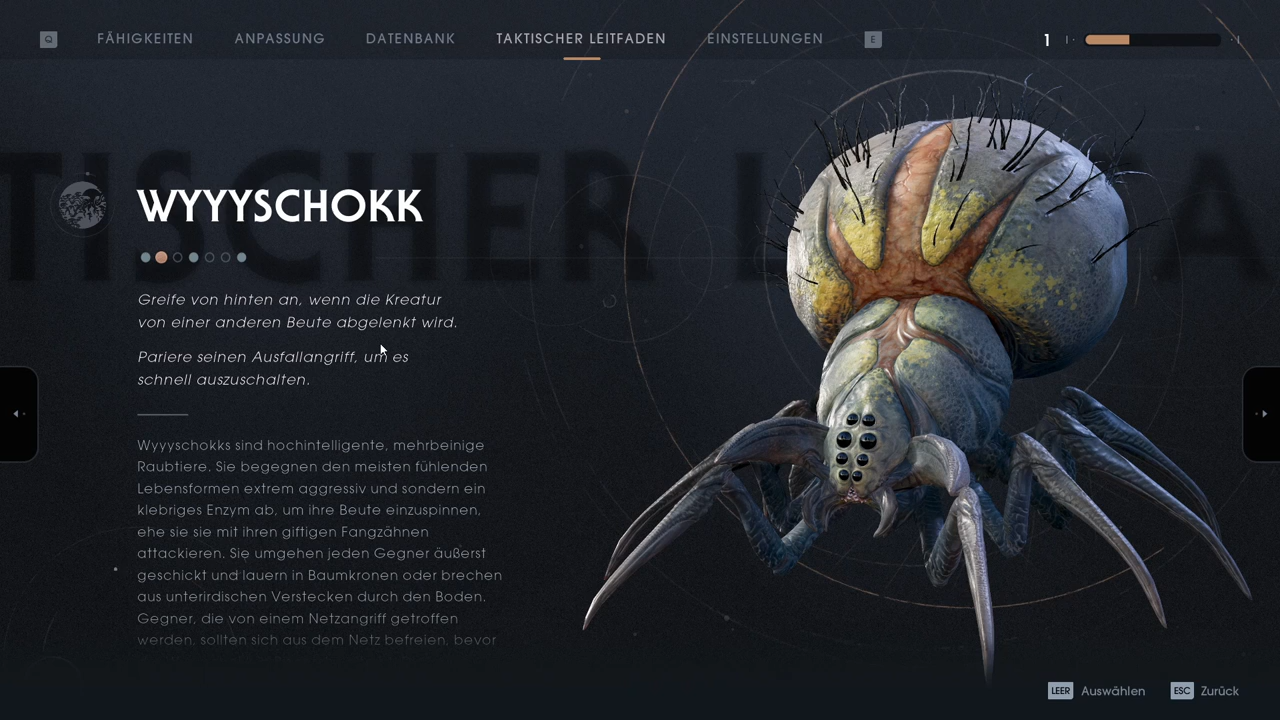 Q FÄHIGKEITEN ANPASSUNG DATENBANK TAKTISCHER LEITFADEN EINSTELLUNGEN E 1
WYYYSCHOKK
Greife von hinten an, wenn die Kreatur
von einer anderen Beute abgelenkt wird.
Pariere seinen Ausfallangriff, um es
schnell auszuschalten.
Wyyyschokks sind hochintelligente, mehrbeinige
Raubtiere. Sie begegnen den meisten fühlenden
Lebensformen extrem aggressiv und sondern ein
klebriges Enzym ab, um ihre Beute einzuspinnen,
ehe sie sie mit ihren giftigen Fangzähnen
attackieren. Sie umgehen jeden Gegner äußerst
geschickt und lauern in Baumkronen oder brechen
aus unterirdischen Verstecken durch den Boden.
Gegner, die von einem Netzangriff getroffen
werden, sollten sich aus dem Netz befreien, bevor
LEER Auswählen ESC Zurück